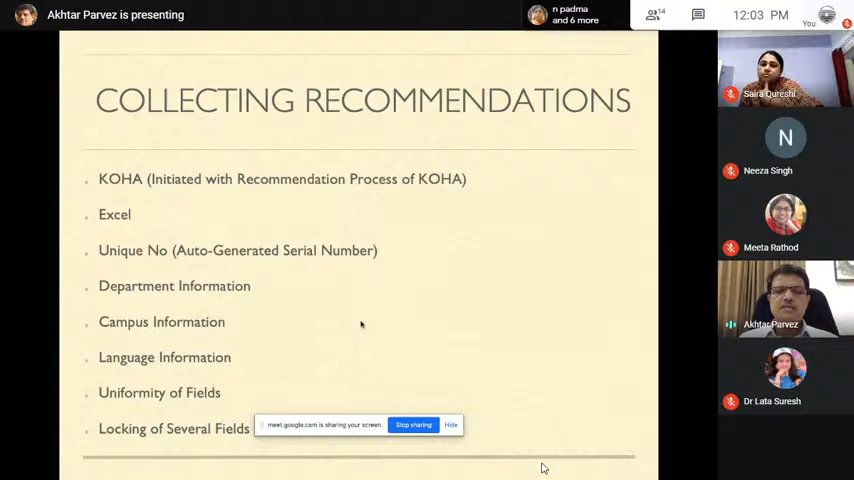 Akhtar Parvez is presenting
n padma
and 6 more
14
12:03 PM
You
COLLECTING RECOMMENDATIONS
KOHA (Initiated with Recommendation Process of KOHA)
Excel
Unique No (Auto-Generated Serial Number)
Department Information
Campus Information
Language Information
Uniformity of Fields
Locking of Several Fields
meet.google.com is sharing your screen.
Stop sharing
Hide
Saira Qureshi
N
Neeza Singh
Meeta Rathod
Akhtar Parvez
Dr Lata Suresh